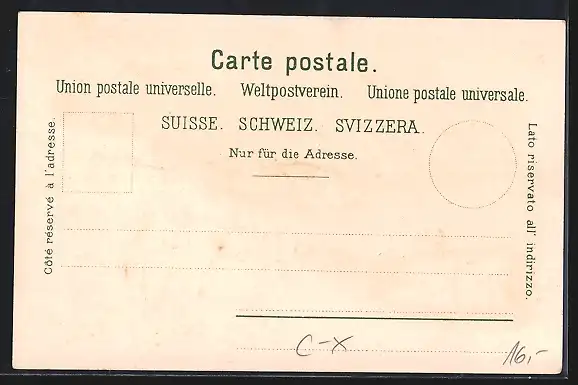 Carte postale.
Union postale universelle. Weltpostverein. Unione postale universale.
SUISSE. SCHWEIZ. SVIZZERA.
Nur für die Adresse.
Côté réservé à l'adresse.
Lato riservato all' indirizzo.
C-X
16,-